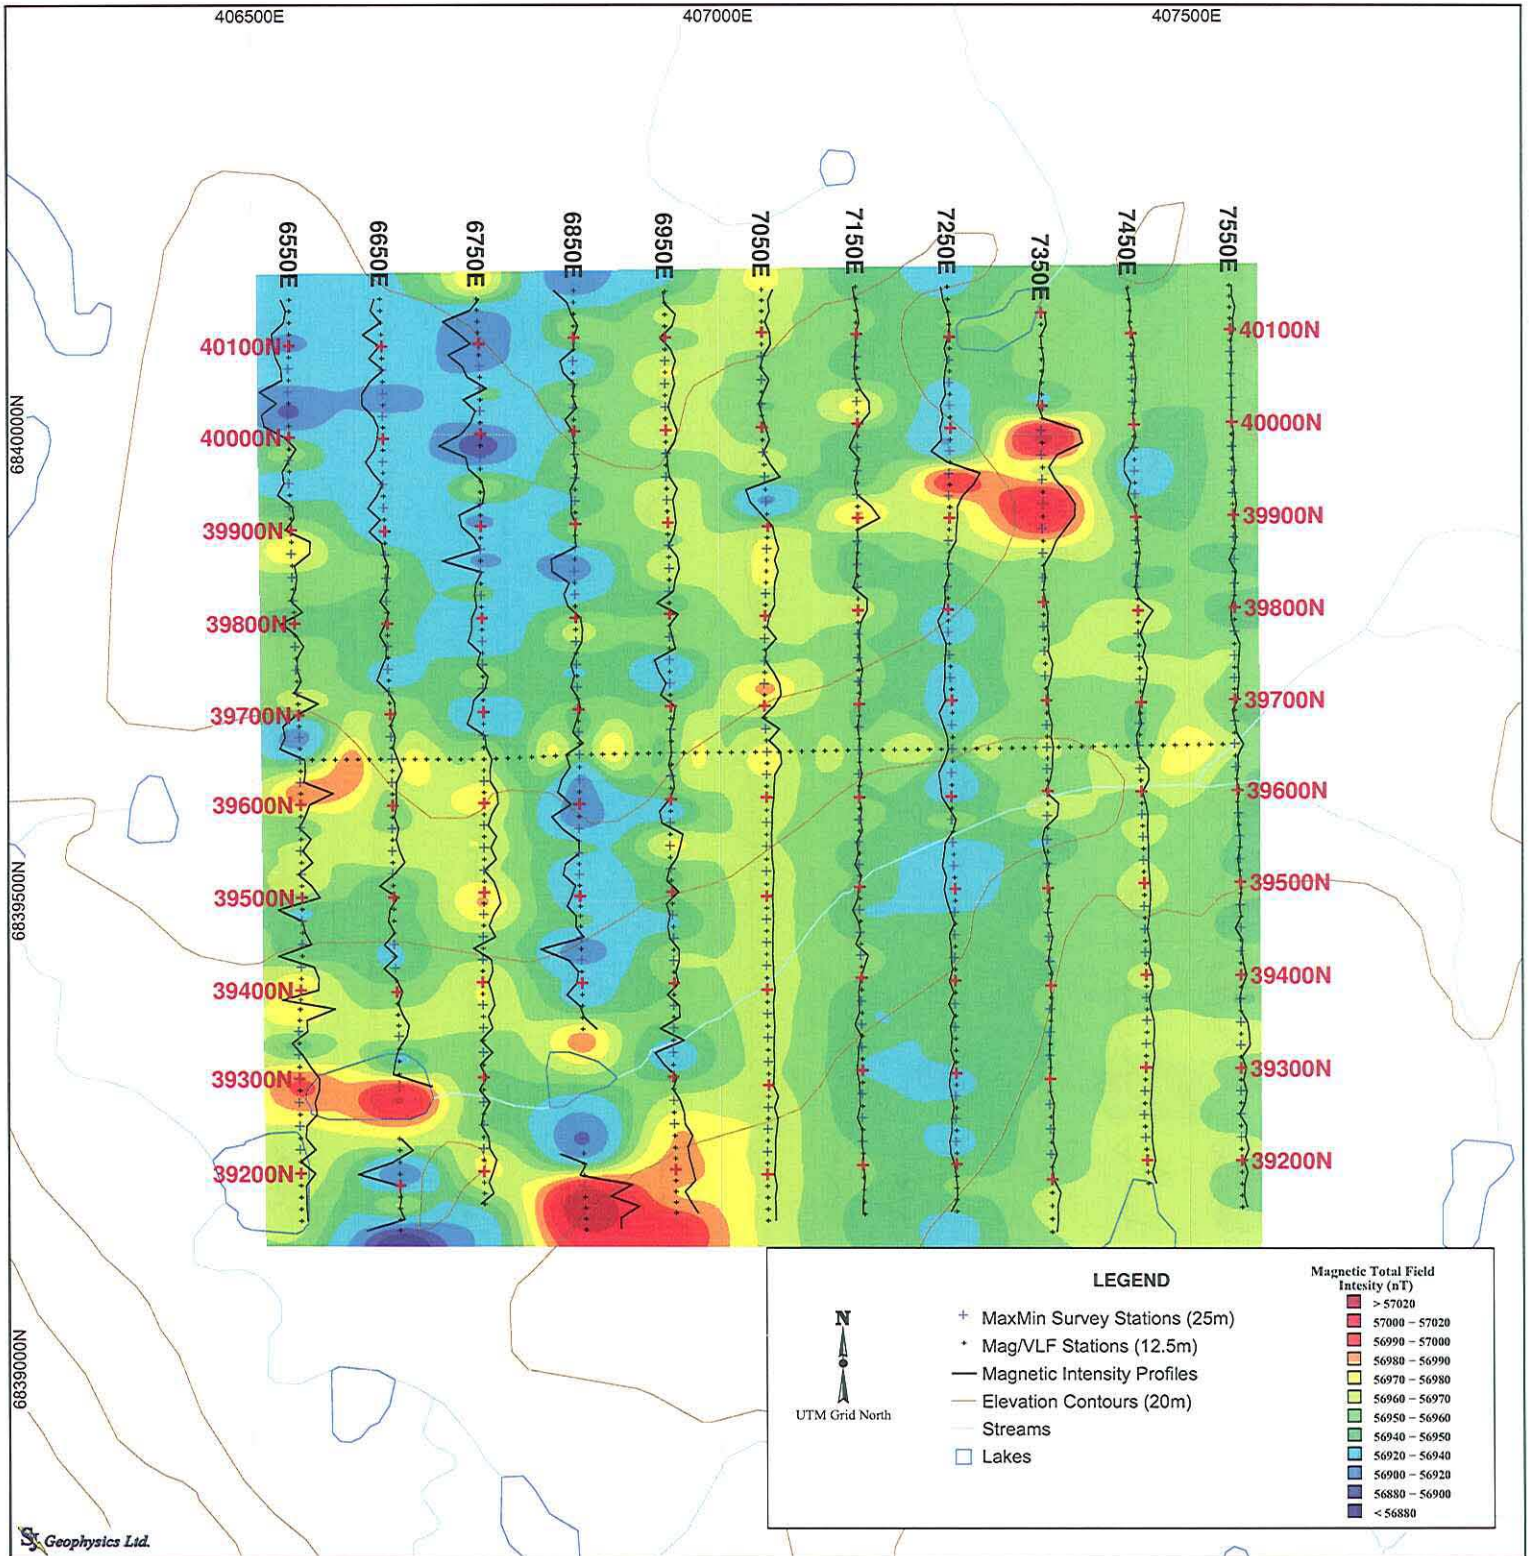 406500E
407000E
407500E
6550E
6650E
6750E
6850E
6950E
7050E
7150E
7250E
7350E
7450E
7550E
40100N
40000N
39900N
39800N
39700N
39600N
39500N
39400N
39300N
39200N
40100N
40000N
39900N
39800N
39700N
39600N
39500N
39400N
39300N
39200N
6840000N
6839500N
6839000N
LEGEND
N
UTM Grid North
MaxMin Survey Stations (25m)
Mag/VLF Stations (12.5m)
Magnetic Intensity Profiles
Elevation Contours (20m)
Streams
Lakes
Magnetic Total Field
Intesity (nT)
> 57020
57000 – 57020
56990 – 57000
56980 – 56990
56970 – 56980
56960 – 56970
56950 – 56960
56940 – 56950
56920 – 56940
56900 – 56920
56880 – 56900
< 56880
SJ Geophysics Ltd.